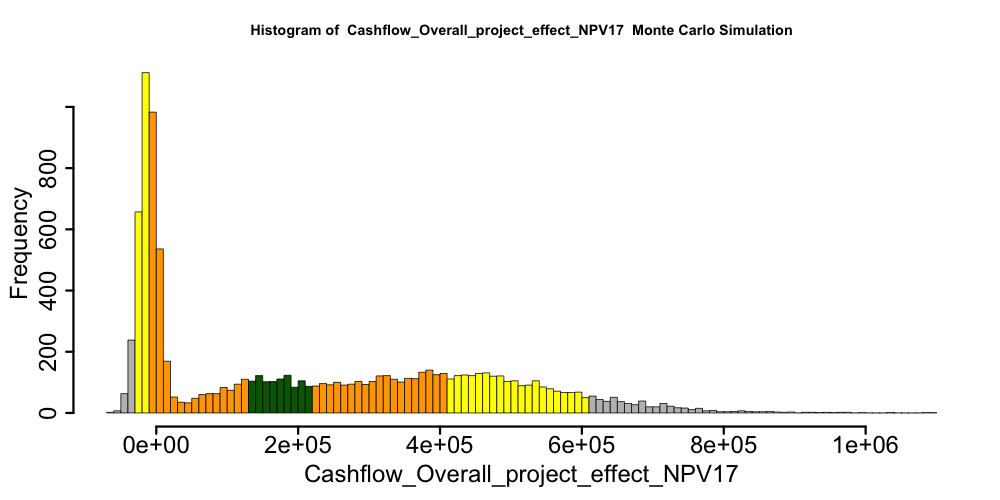 Histogram of Cashflow_Overall_project_effect_NPV17 Monte Carlo Simulation
Frequency
800
600
400
200
0
0e+00 2e+05 4e+05 6e+05 8e+05 1e+06
Cashflow_Overall_project_effect_NPV17